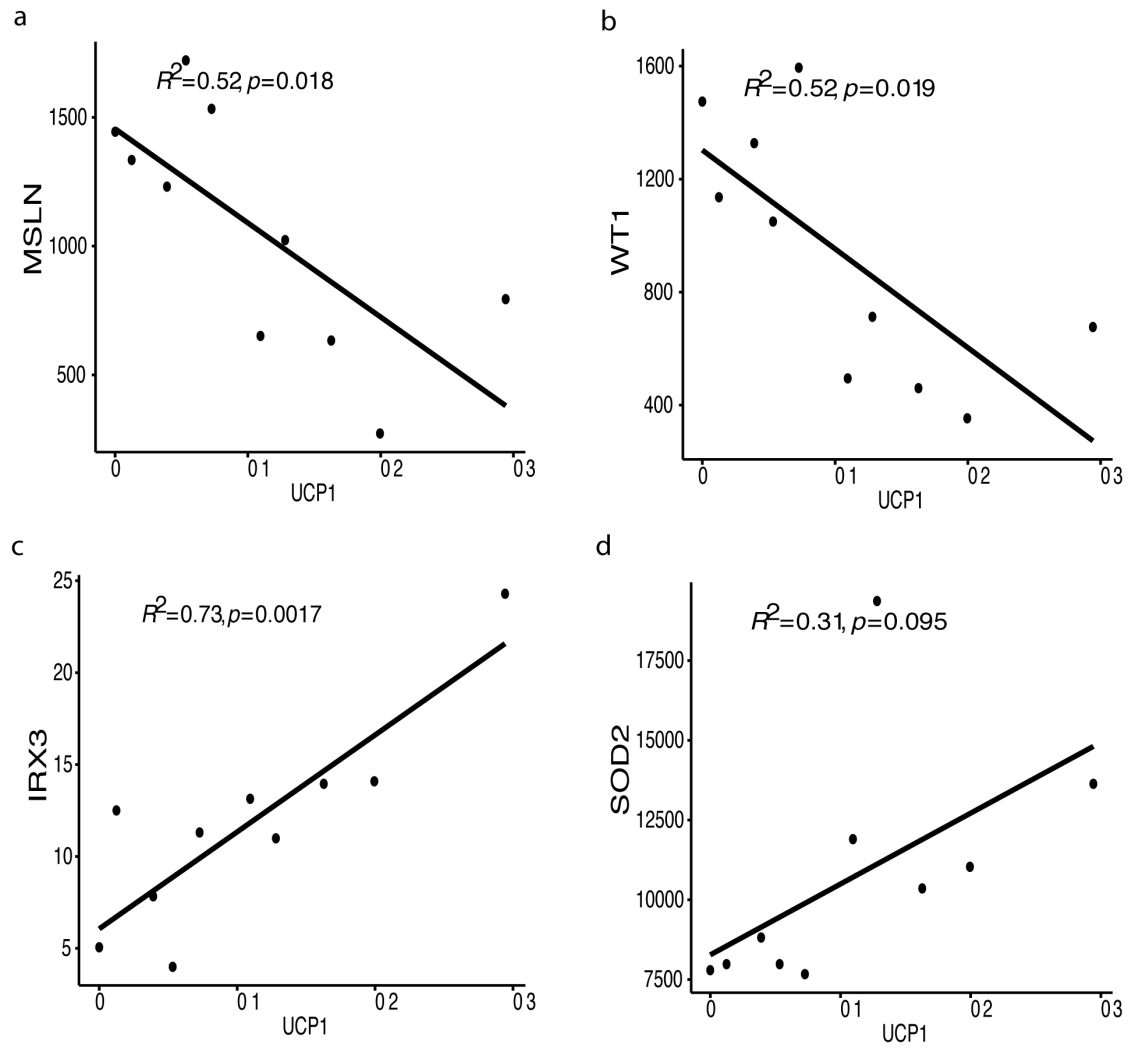 a
R2=0.52, p=0.018
1500
1000
500
MSLN
0 0 1 0 2 0 3
UCP1
b
R2=0.52, p=0.019
1600
1200
800
400
WT1
0 0 1 0 2 0 3
UCP1
c
R2=0.73,p=0.0017
25
20
15
10
5
IRX3
0 0 1 0 2 0 3
UCP1
d
R2=0.31, p=0.095
17500
15000
12500
10000
7500
SOD2
0 0 1 0 2 0 3
UCP1